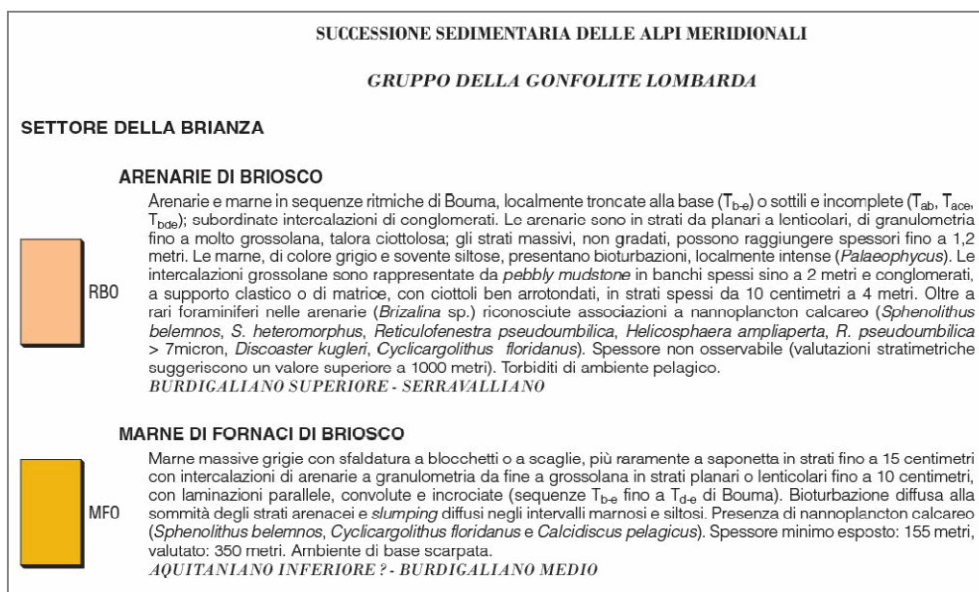 SUCCESSIONE SEDIMENTARIA DELLE ALPI MERIDIONALI
GRUPPO DELLA GONFOLITE LOMBARDA
SETTORE DELLA BRIANZA
ARENARIE DI BRIOSCO
Arenarie e marne in sequenze ritmiche di Bouma, localmente troncate alla base (Tb-e) o sottili e incomplete (Tab, Tace,
Tbde); subordinate intercalazioni di conglomerati. Le arenarie sono in strati da planari a lenticolari, di granulometria
fino a molto grossolana, talora ciottolosa; gli strati massivi, non gradati, possono raggiungere spessori fino a 1,2
metri. Le marne, di colore grigio e sovente siltose, presentano bioturbazioni, localmente intense (Palaeophycus). Le
intercalazioni grossolane sono rappresentate da pebbly mudstone in banchi spessi sino a 2 metri e conglomerati,
a supporto clastico o di matrice, con ciottoli ben arrotondati, in strati spessi da 10 centimetri a 4 metri. Oltre a
rari foraminiferi nelle arenarie (Brizalina sp.) riconosciute associazioni a nannoplancton calcareo (Sphenolithus
belemnos, S. heteromorphus, Reticulofenestra pseudoumbilica, Helicosphaera ampliaperta, R. pseudoumbilica
> 7micron, Discoaster kugleri, Cyclicargolithus floridanus). Spessore non osservabile (valutazioni stratimetriche
suggeriscono un valore superiore a 1000 metri). Torbiditi di ambiente pelagico.
BURDIGALIANO SUPERIORE - SERRAVALLIANO
RBO
MARNE DI FORNACI DI BRIOSCO
Marne massive grigie con sfaldatura a blocchetti o a scaglie, più raramente a saponetta in strati fino a 15 centimetri
con intercalazioni di arenarie a granulometria da fine a grossolana in strati planari o lenticolari fino a 10 centimetri,
con laminazioni parallele, convolute e incrociate (sequenze Tb-e fino a Td-e di Bouma). Bioturbazione diffusa alla
sommità degli strati arenacei e slumping diffusi negli intervalli marnosi e siltosi. Presenza di nannoplancton calcareo
(Sphenolithus belemnos, Cyclicargolithus floridanus e Calcidiscus pelagicus). Spessore minimo esposto: 155 metri,
valutato: 350 metri. Ambiente di base scarpata.
AQUITANIANO INFERIORE ? - BURDIGALIANO MEDIO
MFO